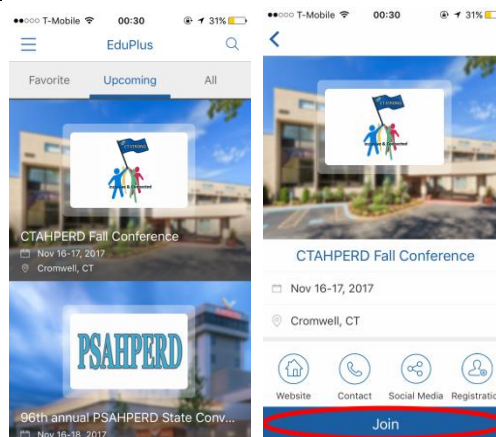 T-Mobile 00:30 31%
EduPlus
Favorite Upcoming All
CTAHPERD Fall Conference
Nov 16-17, 2017
Cromwell, CT
PSAHPERD
96th annual PSAHPERD State Conv...
Nov 16-18, 2017
T-Mobile 00:30 31%
CTAHPERD Fall Conference
Nov 16-17, 2017
Cromwell, CT
Website Contact Social Media Registratio
Join